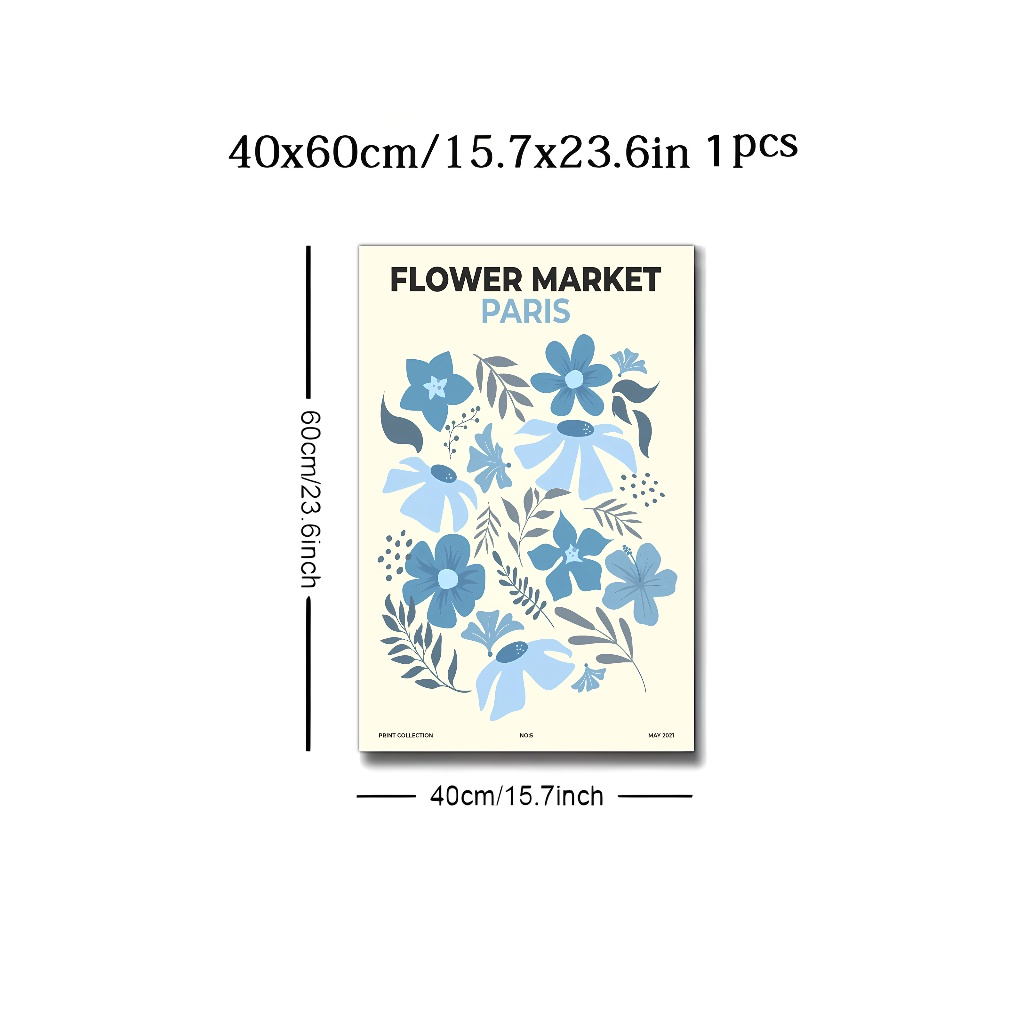 40x60cm/15.7x23.6in 1pcs
FLOWER MARKET
PARIS
60cm/23.6inch
PRINT COLLECTION NO:5 MAY 2021
40cm/15.7inch